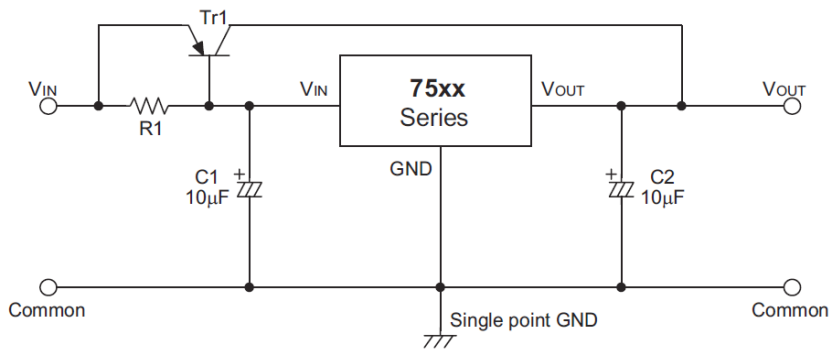 Tr1
VIN
R1
VIN
75xx
Series
VOUT
VOUT
GND
C1
+
10μF
C2
+
10μF
Common
Single point GND
Common